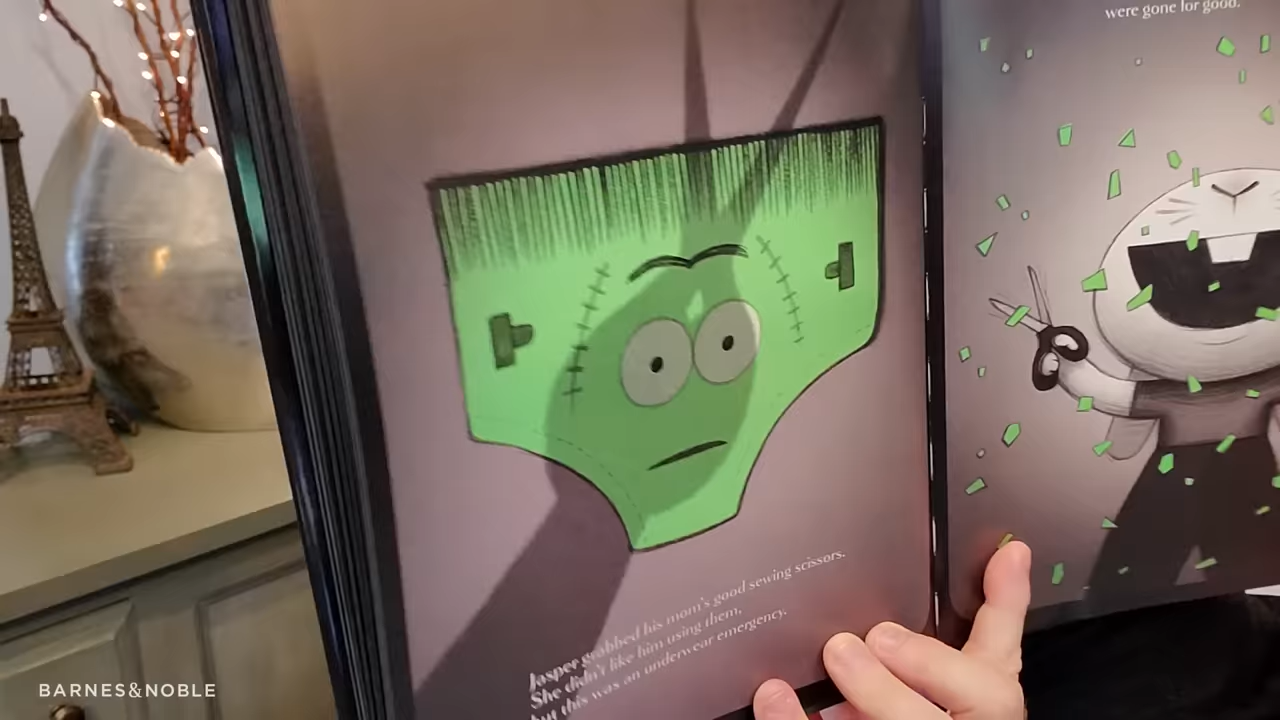 were gone for good.
Jasper grabbed his mom's good sewing scissors.
She didn't like him using them,
but this was an underwear emergency.
BARNES&NOBLE